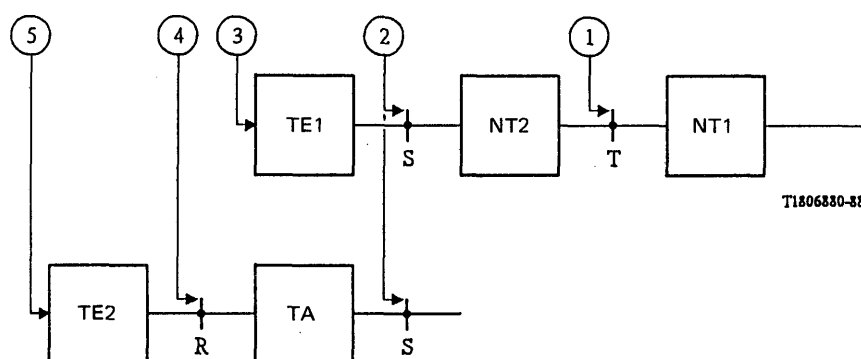 5 4 3 2 1
TE1 NT2 NT1
S T
T1806880-88
TE2 TA
R S